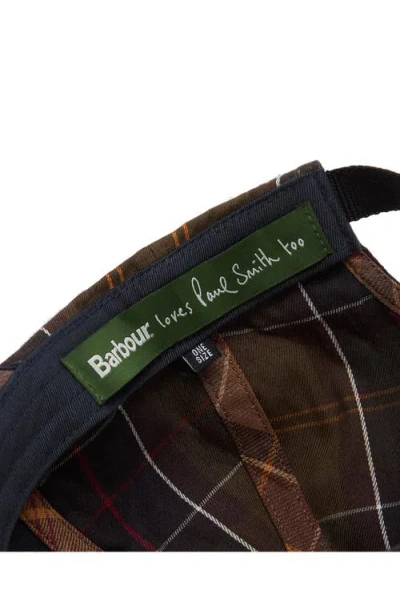 Barbour. loves Paul Smith too
ONE
SIZE